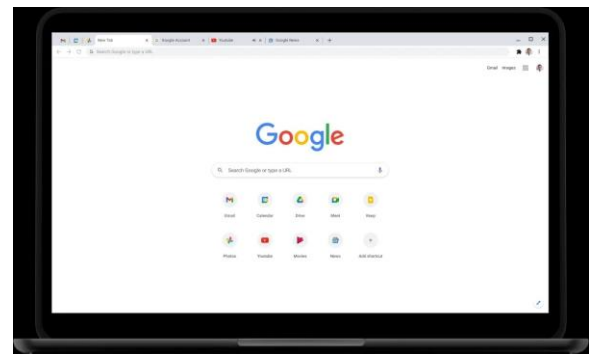 New Tab Google Account Youtube Google News
Search Google or type a URL
Gmail Images
Google
Search Google or type a URL
Gmail Calendar Drive Meet Keep
Photos Youtube Movies News Add shortcut